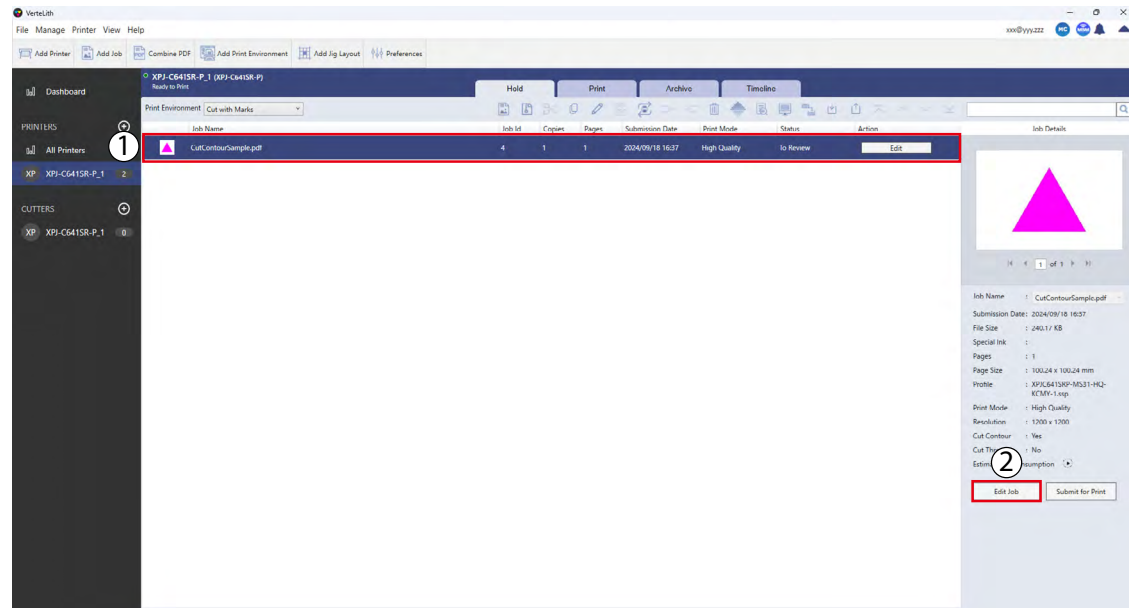 VerteLith
File Manage Printer View Help
xxx@yyy.zzz MC
Add Printer Add Job Combine PDF Add Print Environment Add Jig Layout Preferences
Dashboard
PRINTERS
All Printers
XP XPJ-C641SR-P_1 2
CUTTERS
XP XPJ-C641SR-P_1 0
XPJ-C641SR-P_1 (XPJ-C641SR-P)
Ready to Print
Hold Print Archive Timeline
Print Environment Cut with Marks
Job Name Job Id Copies Pages Submission Date Print Mode Status Action
1
CutContourSample.pdf 4 1 1 2024/09/18 16:37 High Quality To Review Edit
Job Details
1 of 1
Job Name : CutContourSample.pdf
Submission Date: 2024/09/18 16:37
File Size : 240.17 KB
Special Ink :
Pages : 1
Page Size : 100.24 x 100.24 mm
Profile : XPJC641SRP-MS31-HQ-
KCMY-1.ssp
Print Mode : High Quality
Resolution : 1200 x 1200
Cut Contour : Yes
Cut Th : No
2
Estim sumption
Edit Job Submit for Print